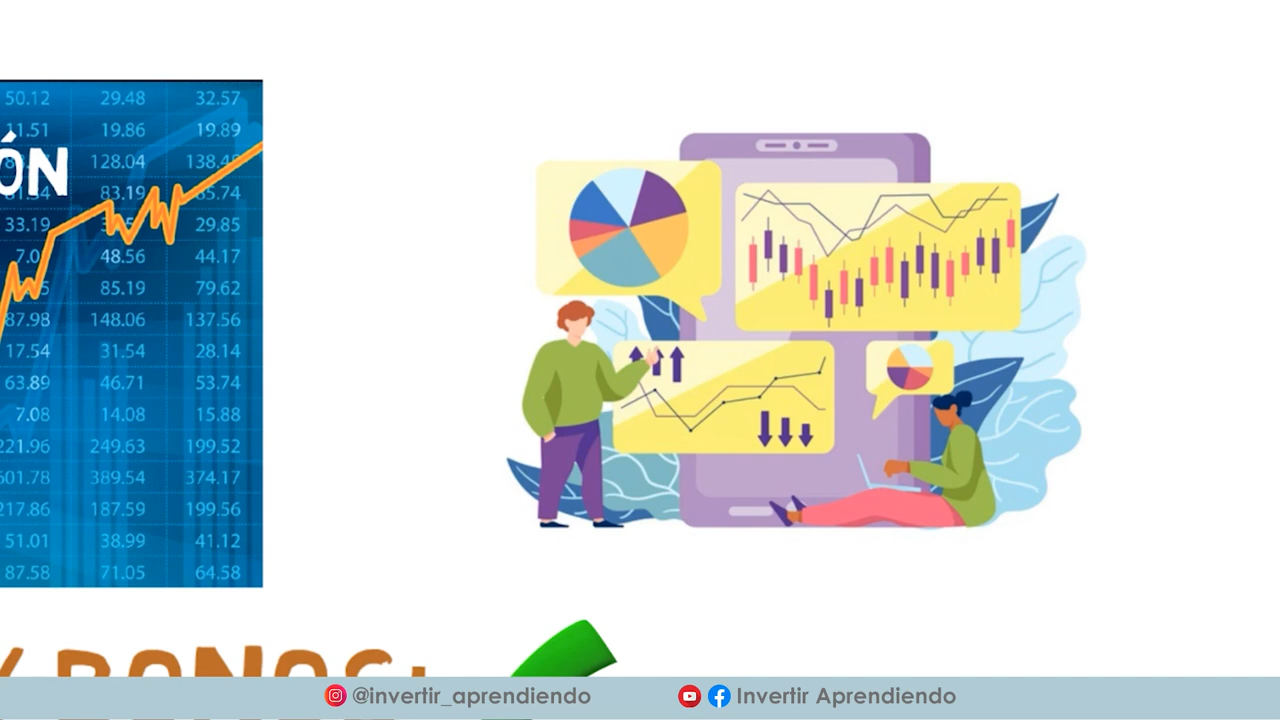 50.12 29.48 32.57
11.51 19.86 19.89
ÓN
128.04
83.19 85.74
33.19 29.85
48.56 44.17
85.19 79.62
87.98 148.06 137.56
17.54 31.54 28.14
63.89 46.71 53.74
7.08 14.08 15.88
221.96 249.63 199.52
601.78 389.54 374.17
217.86 187.59 199.56
51.01 38.99 41.12
87.58 71.05 64.58
Y BONOS:
@invertir_aprendiendo Invertir Aprendiendo